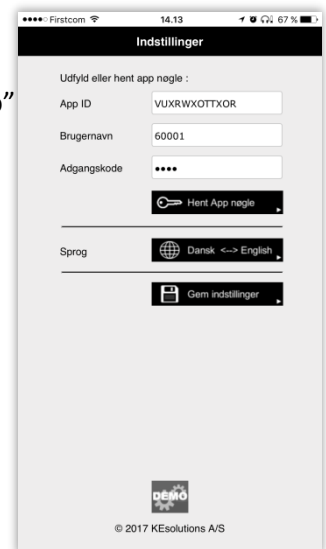 ●●●●○ Firstcom 14.13 67 %
Indstillinger
Udfyld eller hent app nøgle :
App ID VUXRWXOTTXOR
Brugernavn 60001
Adgangskode ••••
Hent App nøgle
Sprog Dansk <--> English
Gem indstillinger
DEMO
© 2017 KEsolutions A/S